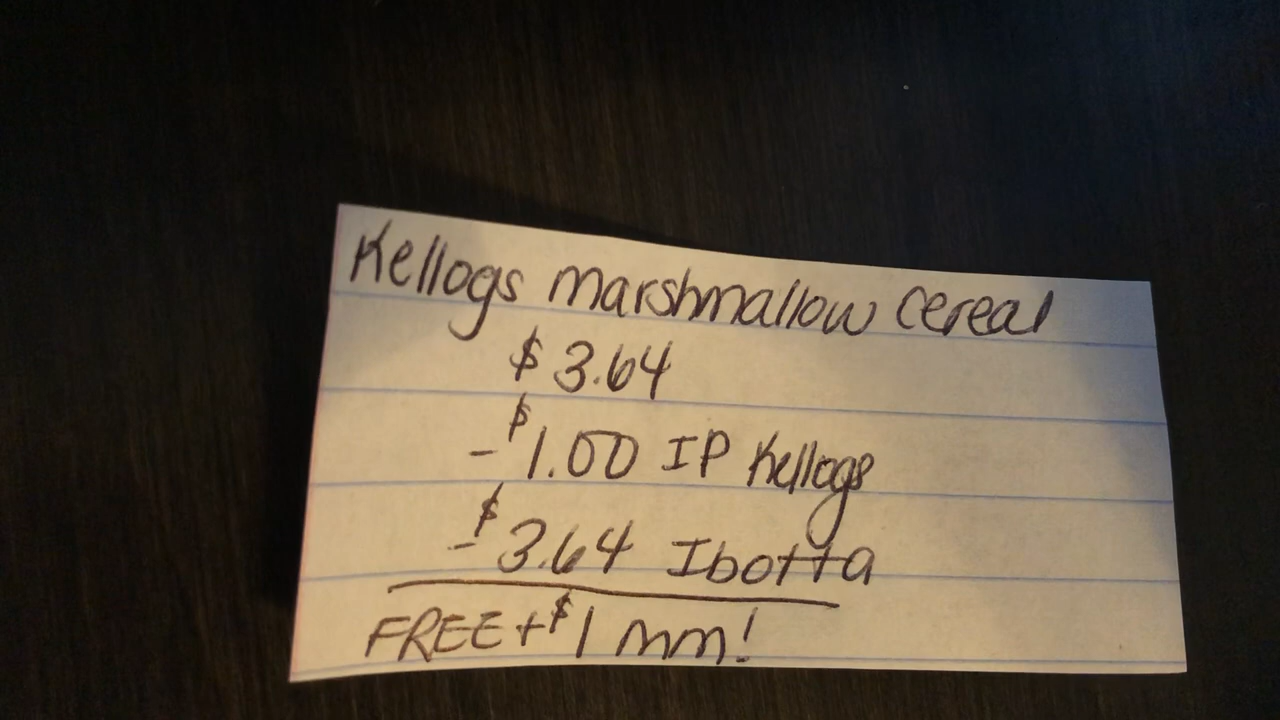 Kellogs marshmallow cereal
$3.64
-$1.00 IP Kellogs
-$3.64 Ibotta
FREE + $1 mm!